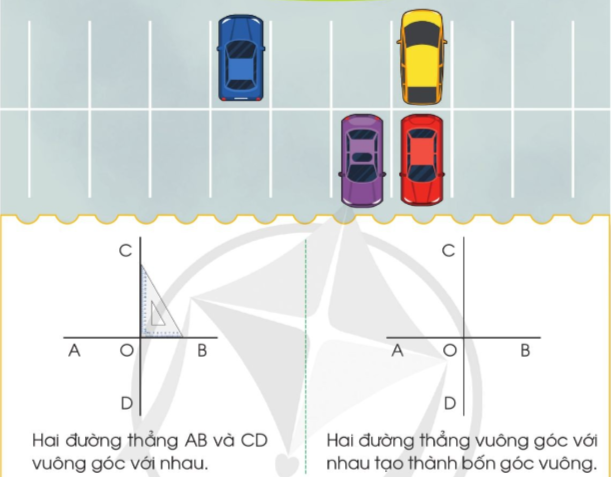 C
A O B
D
Hai đường thẳng AB và CD
vuông góc với nhau.
C
A O B
D
Hai đường thẳng vuông góc với
nhau tạo thành bốn góc vuông.